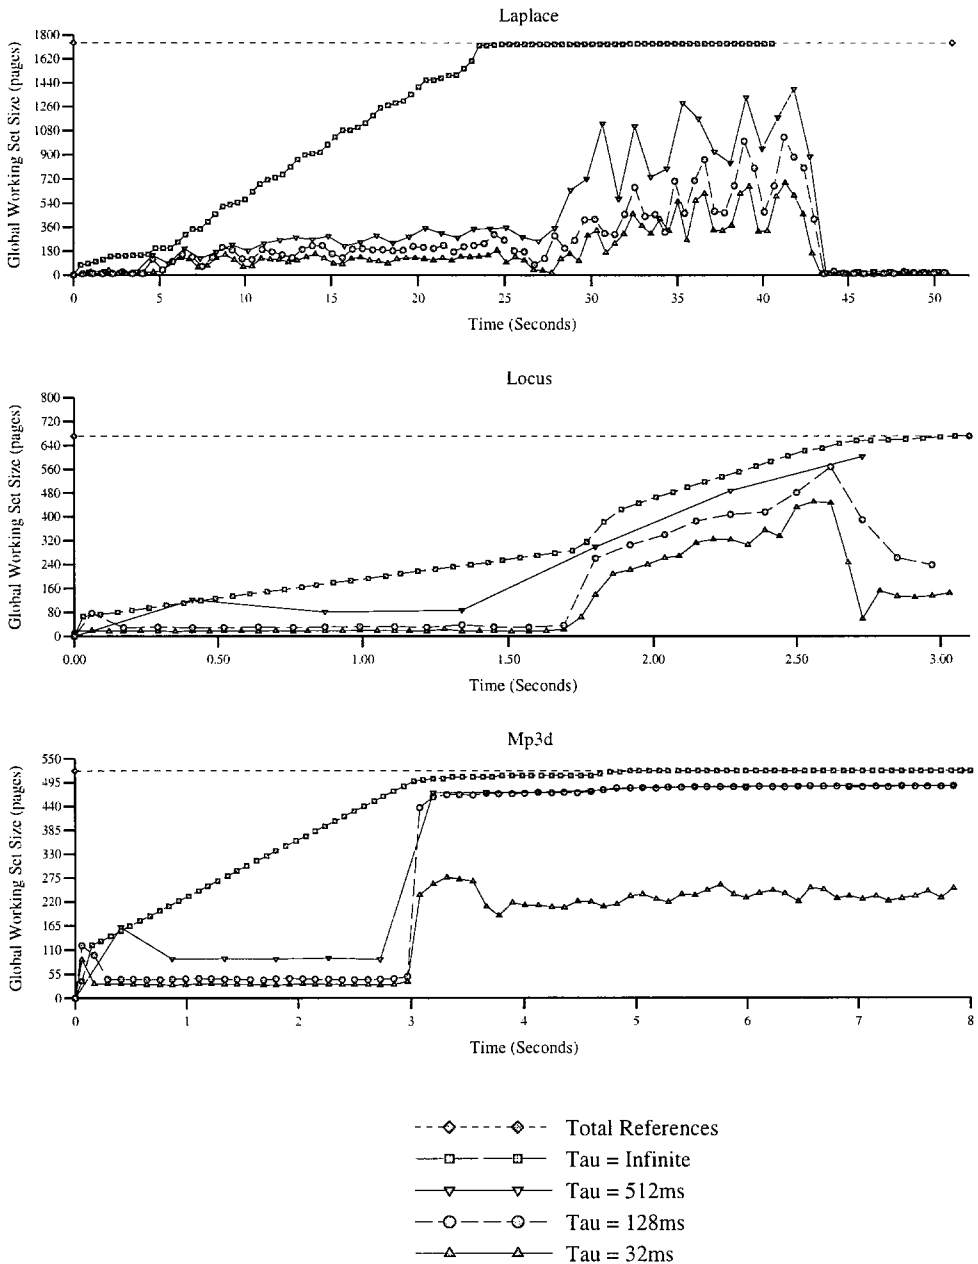 Laplace
Global Working Set Size (pages)
1800
1620
1440
1260
1080
900
720
540
360
180
0
0 5 10 15 20 25 30 35 40 45 50
Time (Seconds)
Locus
Global Working Set Size (pages)
800
720
640
560
480
400
320
240
160
80
0
0.00 0.50 1.00 1.50 2.00 2.50 3.00
Time (Seconds)
Mp3d
Global Working Set Size (pages)
550
495
440
385
330
275
220
165
110
55
0
0 1 2 3 4 5 6 7 8
Time (Seconds)
Total References
Tau = Infinite
Tau = 512ms
Tau = 128ms
Tau = 32ms